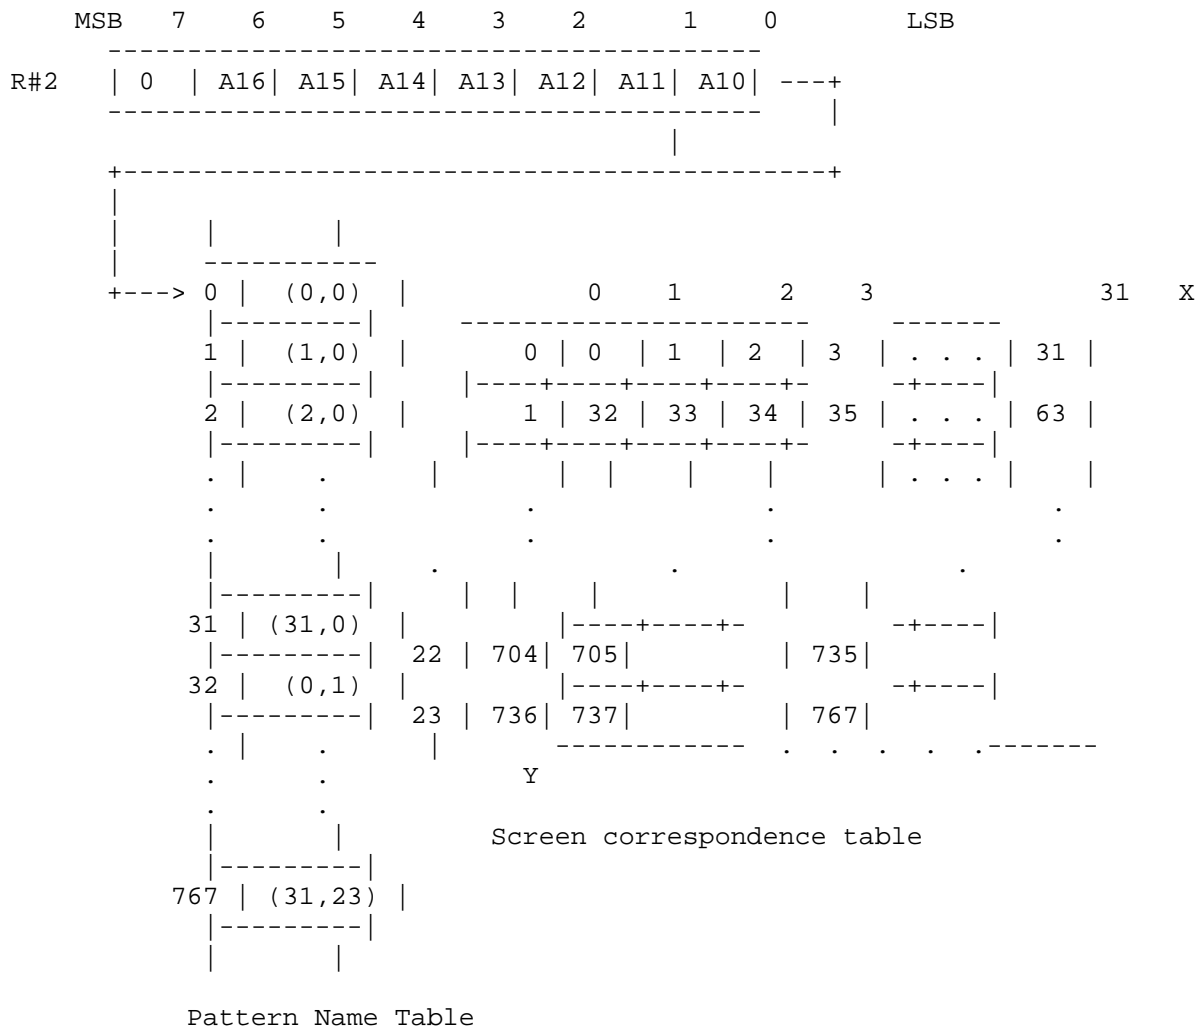 MSB 7 6 5 4 3 2 1 0 LSB
-----------------------------------------
R#2 | 0 | A16| A15| A14| A13| A12| A11| A10| ---+
----------------------------------------- |
|
+--------------------------------------------+
|
| | |
| -----------
+---> 0 | (0,0) | 0 1 2 3 31 X
|---------| ---------------------- -------
1 | (1,0) | 0 | 0 | 1 | 2 | 3 | . . . | 31 |
|---------| |----+----+----+----+- -+----|
2 | (2,0) | 1 | 32 | 33 | 34 | 35 | . . . | 63 |
|---------| |----+----+----+----+- -+----|
. | . | | | | | | . . . | |
. . . . .
. . . . .
| | . . .
|---------| | | | | |
31 | (31,0) | |----+----+- -+----|
|---------| 22 | 704| 705| | 735|
32 | (0,1) | |----+----+- -+----|
|---------| 23 | 736| 737| | 767|
. | . | ------------ . . . . .-------
. . Y
. .
| | Screen correspondence table
|---------|
767 | (31,23) |
|---------|
| |
Pattern Name Table